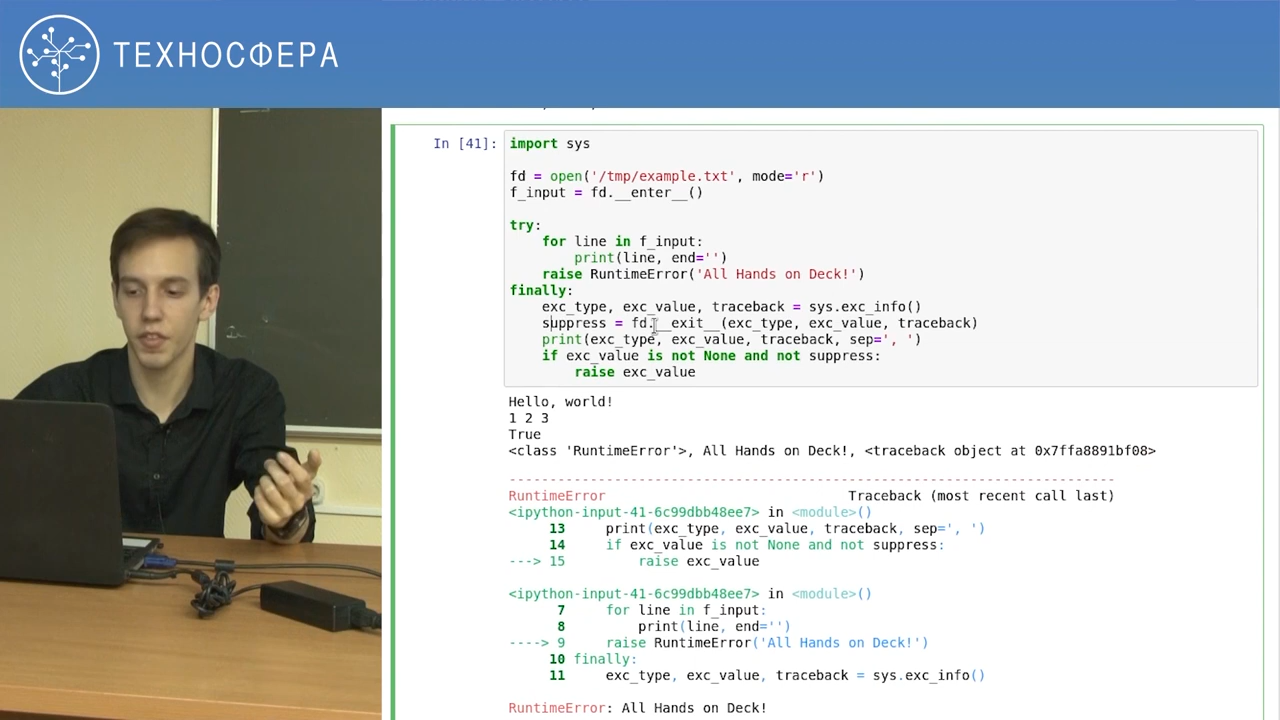 ТЕХНОСФЕРА
In [41]:
import sys
fd = open('/tmp/example.txt', mode='r')
f_input = fd.__enter__()
try:
    for line in f_input:
        print(line, end='')
    raise RuntimeError('All Hands on Deck!')
finally:
    exc_type, exc_value, traceback = sys.exc_info()
    suppress = fd.__exit__(exc_type, exc_value, traceback)
    print(exc_type, exc_value, traceback, sep=', ')
    if exc_value is not None and not suppress:
        raise exc_value
Hello, world!
1 2 3
True
<class 'RuntimeError'>, All Hands on Deck!, <traceback object at 0x7ffa8891bf08>
---------------------------------------------------------------------------
RuntimeError                              Traceback (most recent call last)
<ipython-input-41-6c99dbb48ee7> in <module>()
     13     print(exc_type, exc_value, traceback, sep=', ')
     14     if exc_value is not None and not suppress:
---> 15         raise exc_value
<ipython-input-41-6c99dbb48ee7> in <module>()
      7     for line in f_input:
      8         print(line, end='')
----> 9     raise RuntimeError('All Hands on Deck!')
     10 finally:
     11     exc_type, exc_value, traceback = sys.exc_info()
RuntimeError: All Hands on Deck!